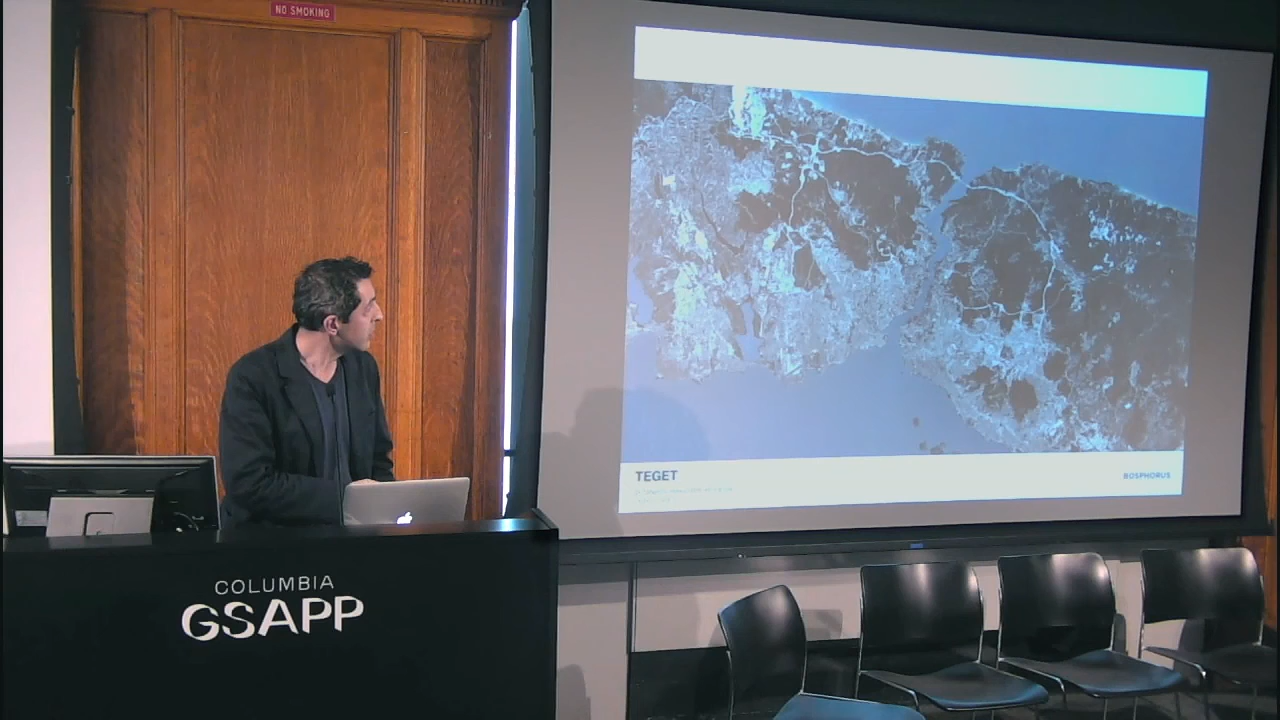 NO SMOKING
TEGET
BOSPHORUS
COLUMBIA
GSAPP